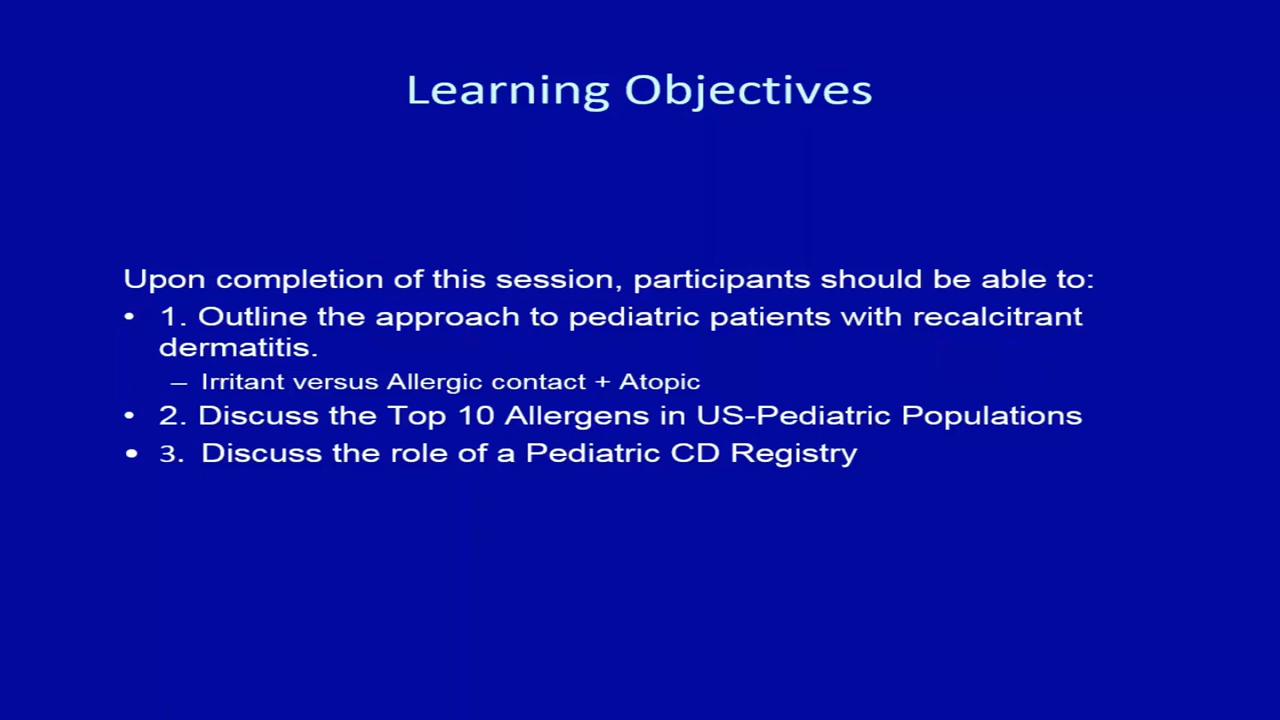 Learning Objectives
Upon completion of this session, participants should be able to:
• 1. Outline the approach to pediatric patients with recalcitrant
dermatitis.
– Irritant versus Allergic contact + Atopic
• 2. Discuss the Top 10 Allergens in US-Pediatric Populations
• 3. Discuss the role of a Pediatric CD Registry